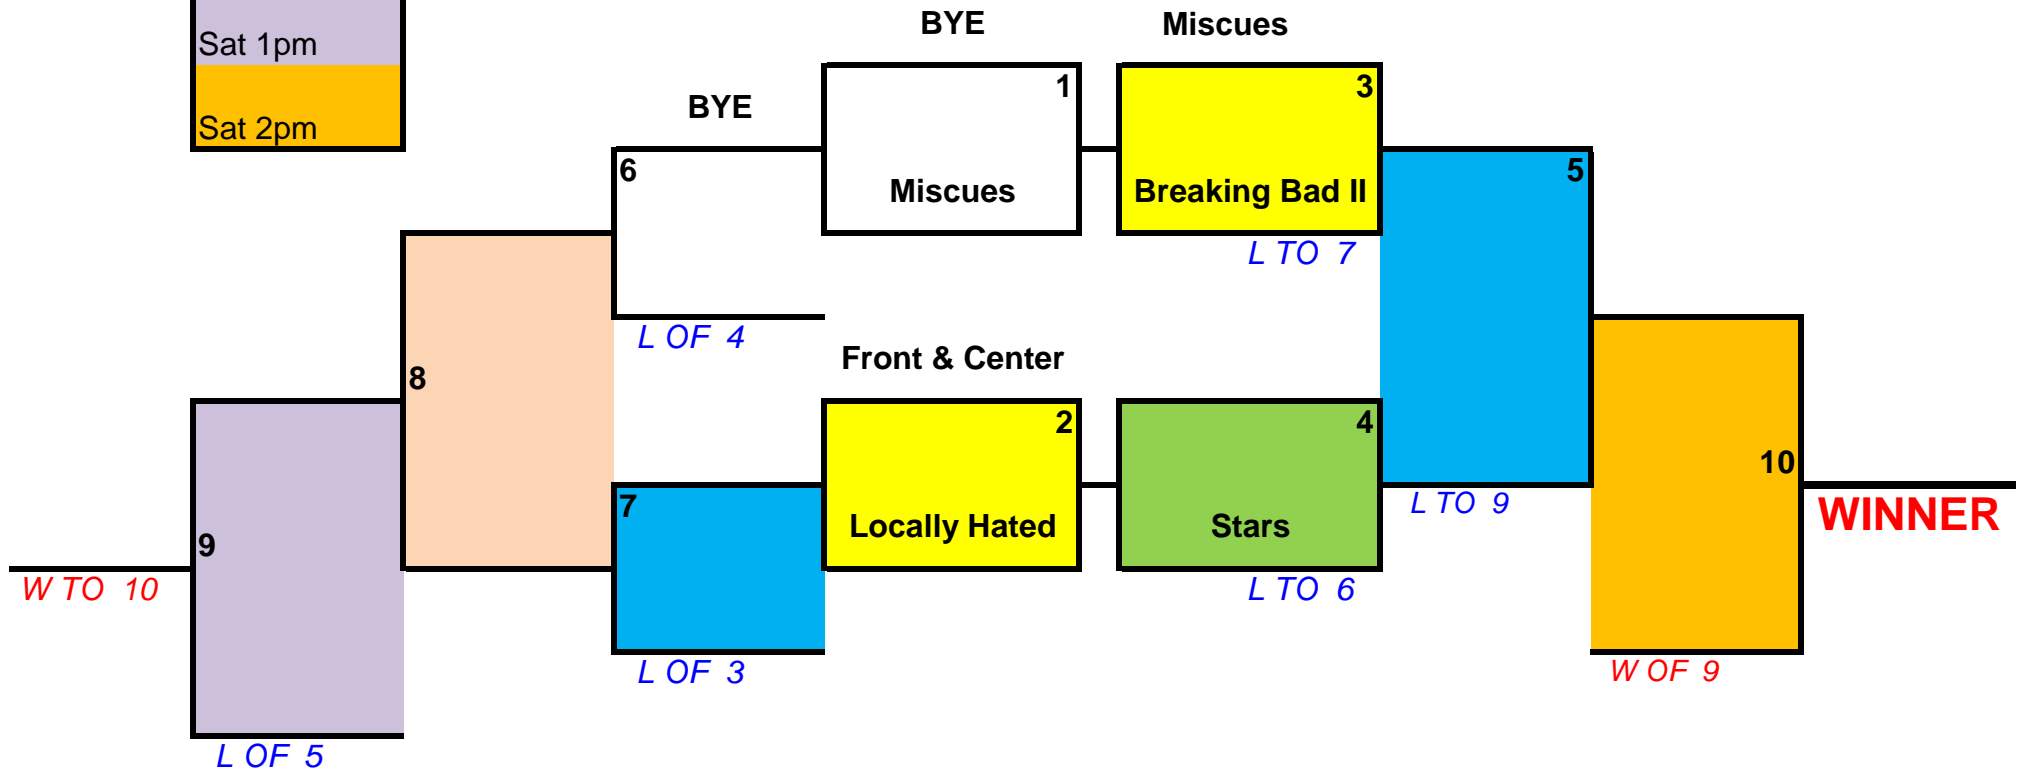 BYE
Miscues
Sat 1pm
1
3
BYE
Sat 2pm
6
5
Miscues
Breaking Bad II
L TO 7
L OF 4
Front & Center
8
2
4
10
7
L TO 9
WINNER
Locally Hated
Stars
9
W TO 10
L TO 6
L OF 3
W OF 9
L OF 5